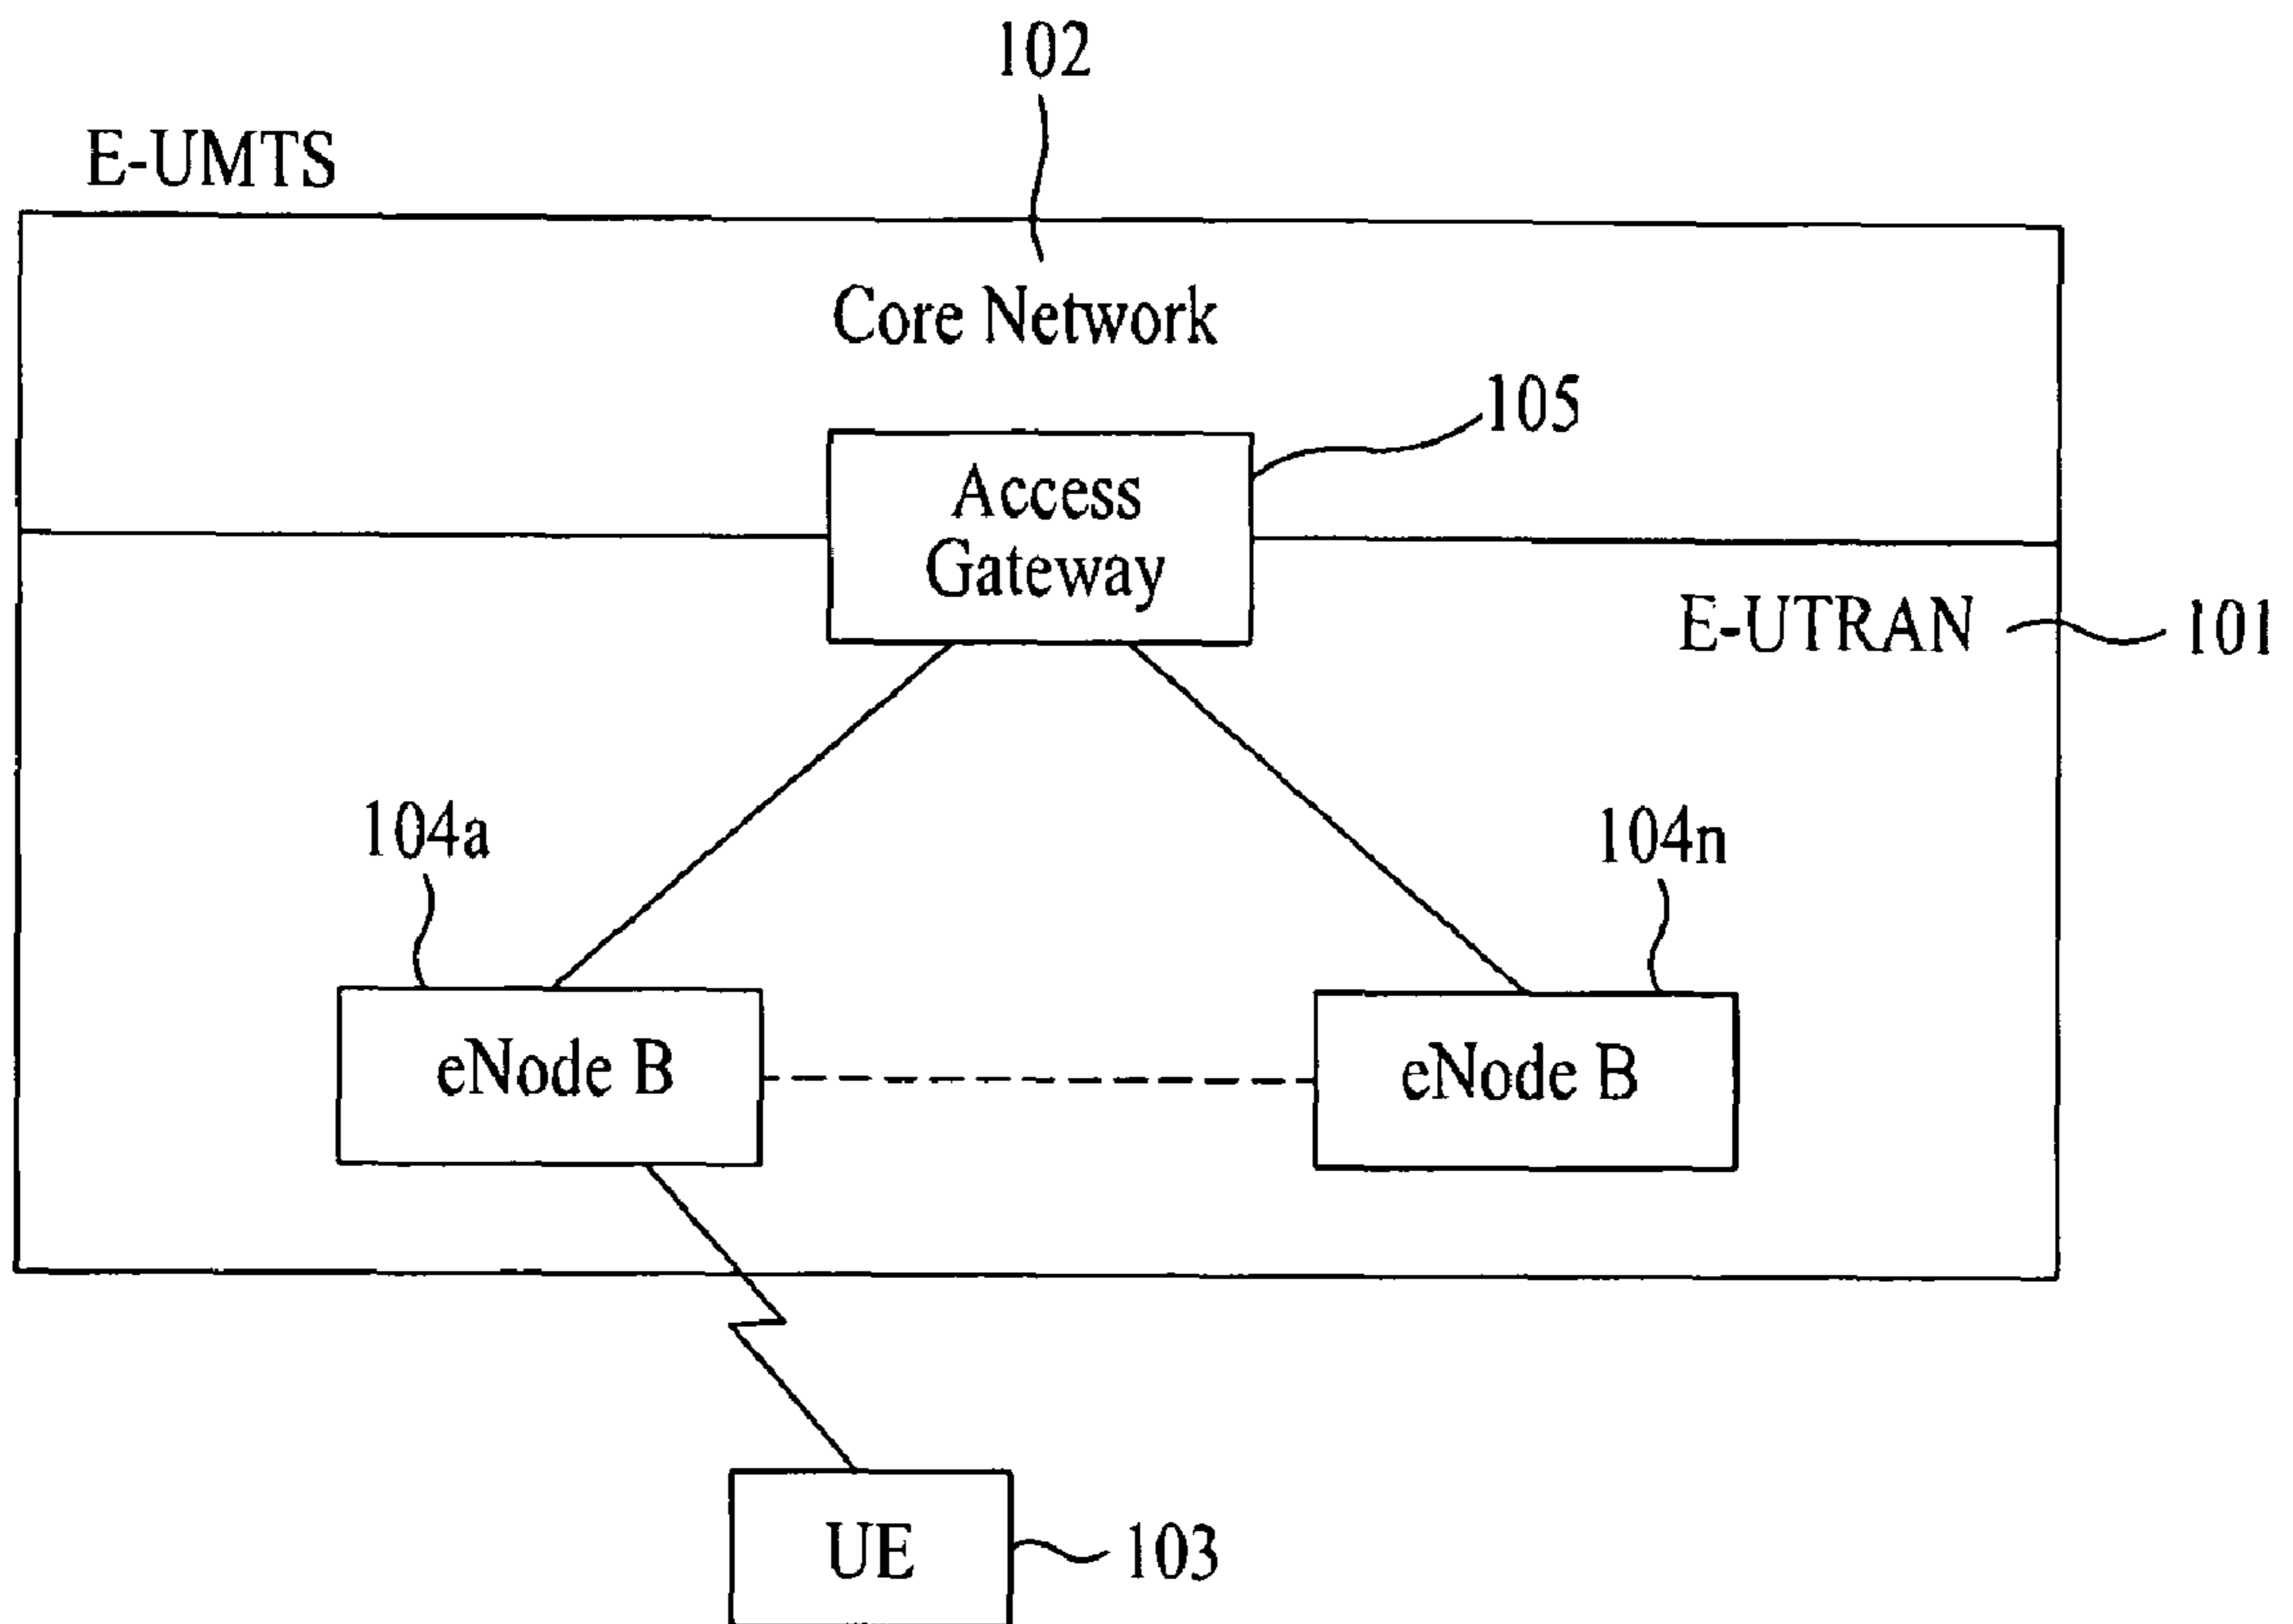 102
E-UMTS
Core Network
105
Access
Gateway
E-UTRAN
101
104a
104n
eNode B
eNode B
UE
103